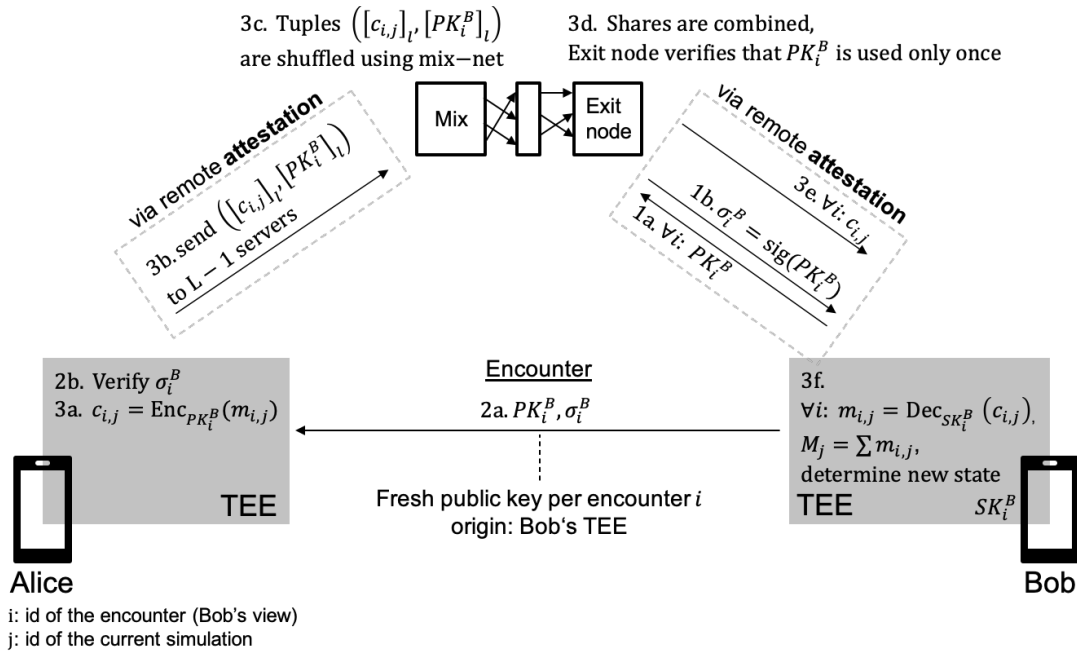 3c. Tuples ([c_{i,j}]_l, [PK_i^B]_l)
are shuffled using mix−net
3d. Shares are combined,
Exit node verifies that PK_i^B is used only once
Mix
Exit
node
via remote attestation
3b. send ([c_{i,j}]_l, [PK_i^B]_l)
to L − 1 servers
via remote attestation
3e. ∀i: c_{i,j}
1b. σ_i^B = sig(PK_i^B)
1a. ∀i: PK_i^B
2b. Verify σ_i^B
3a. c_{i,j} = Enc_{PK_i^B}(m_{i,j})
TEE
Encounter
2a. PK_i^B, σ_i^B
Fresh public key per encounter i
origin: Bob‘s TEE
3f.
∀i: m_{i,j} = Dec_{SK_i^B} (c_{i,j}),
M_j = ∑ m_{i,j},
determine new state
TEE SK_i^B
Alice
Bob
i: id of the encounter (Bob’s view)
j: id of the current simulation